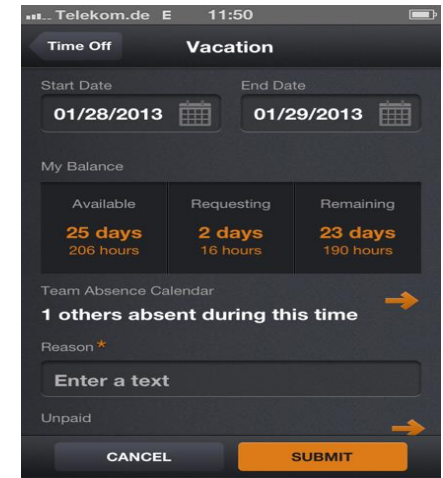 Telekom.de E 11:50
Time Off Vacation
Start Date End Date
01/28/2013 01/29/2013
My Balance
Available Requesting Remaining
25 days 2 days 23 days
206 hours 16 hours 190 hours
Team Absence Calendar
1 others absent during this time
Reason *
Enter a text
Unpaid
CANCEL SUBMIT